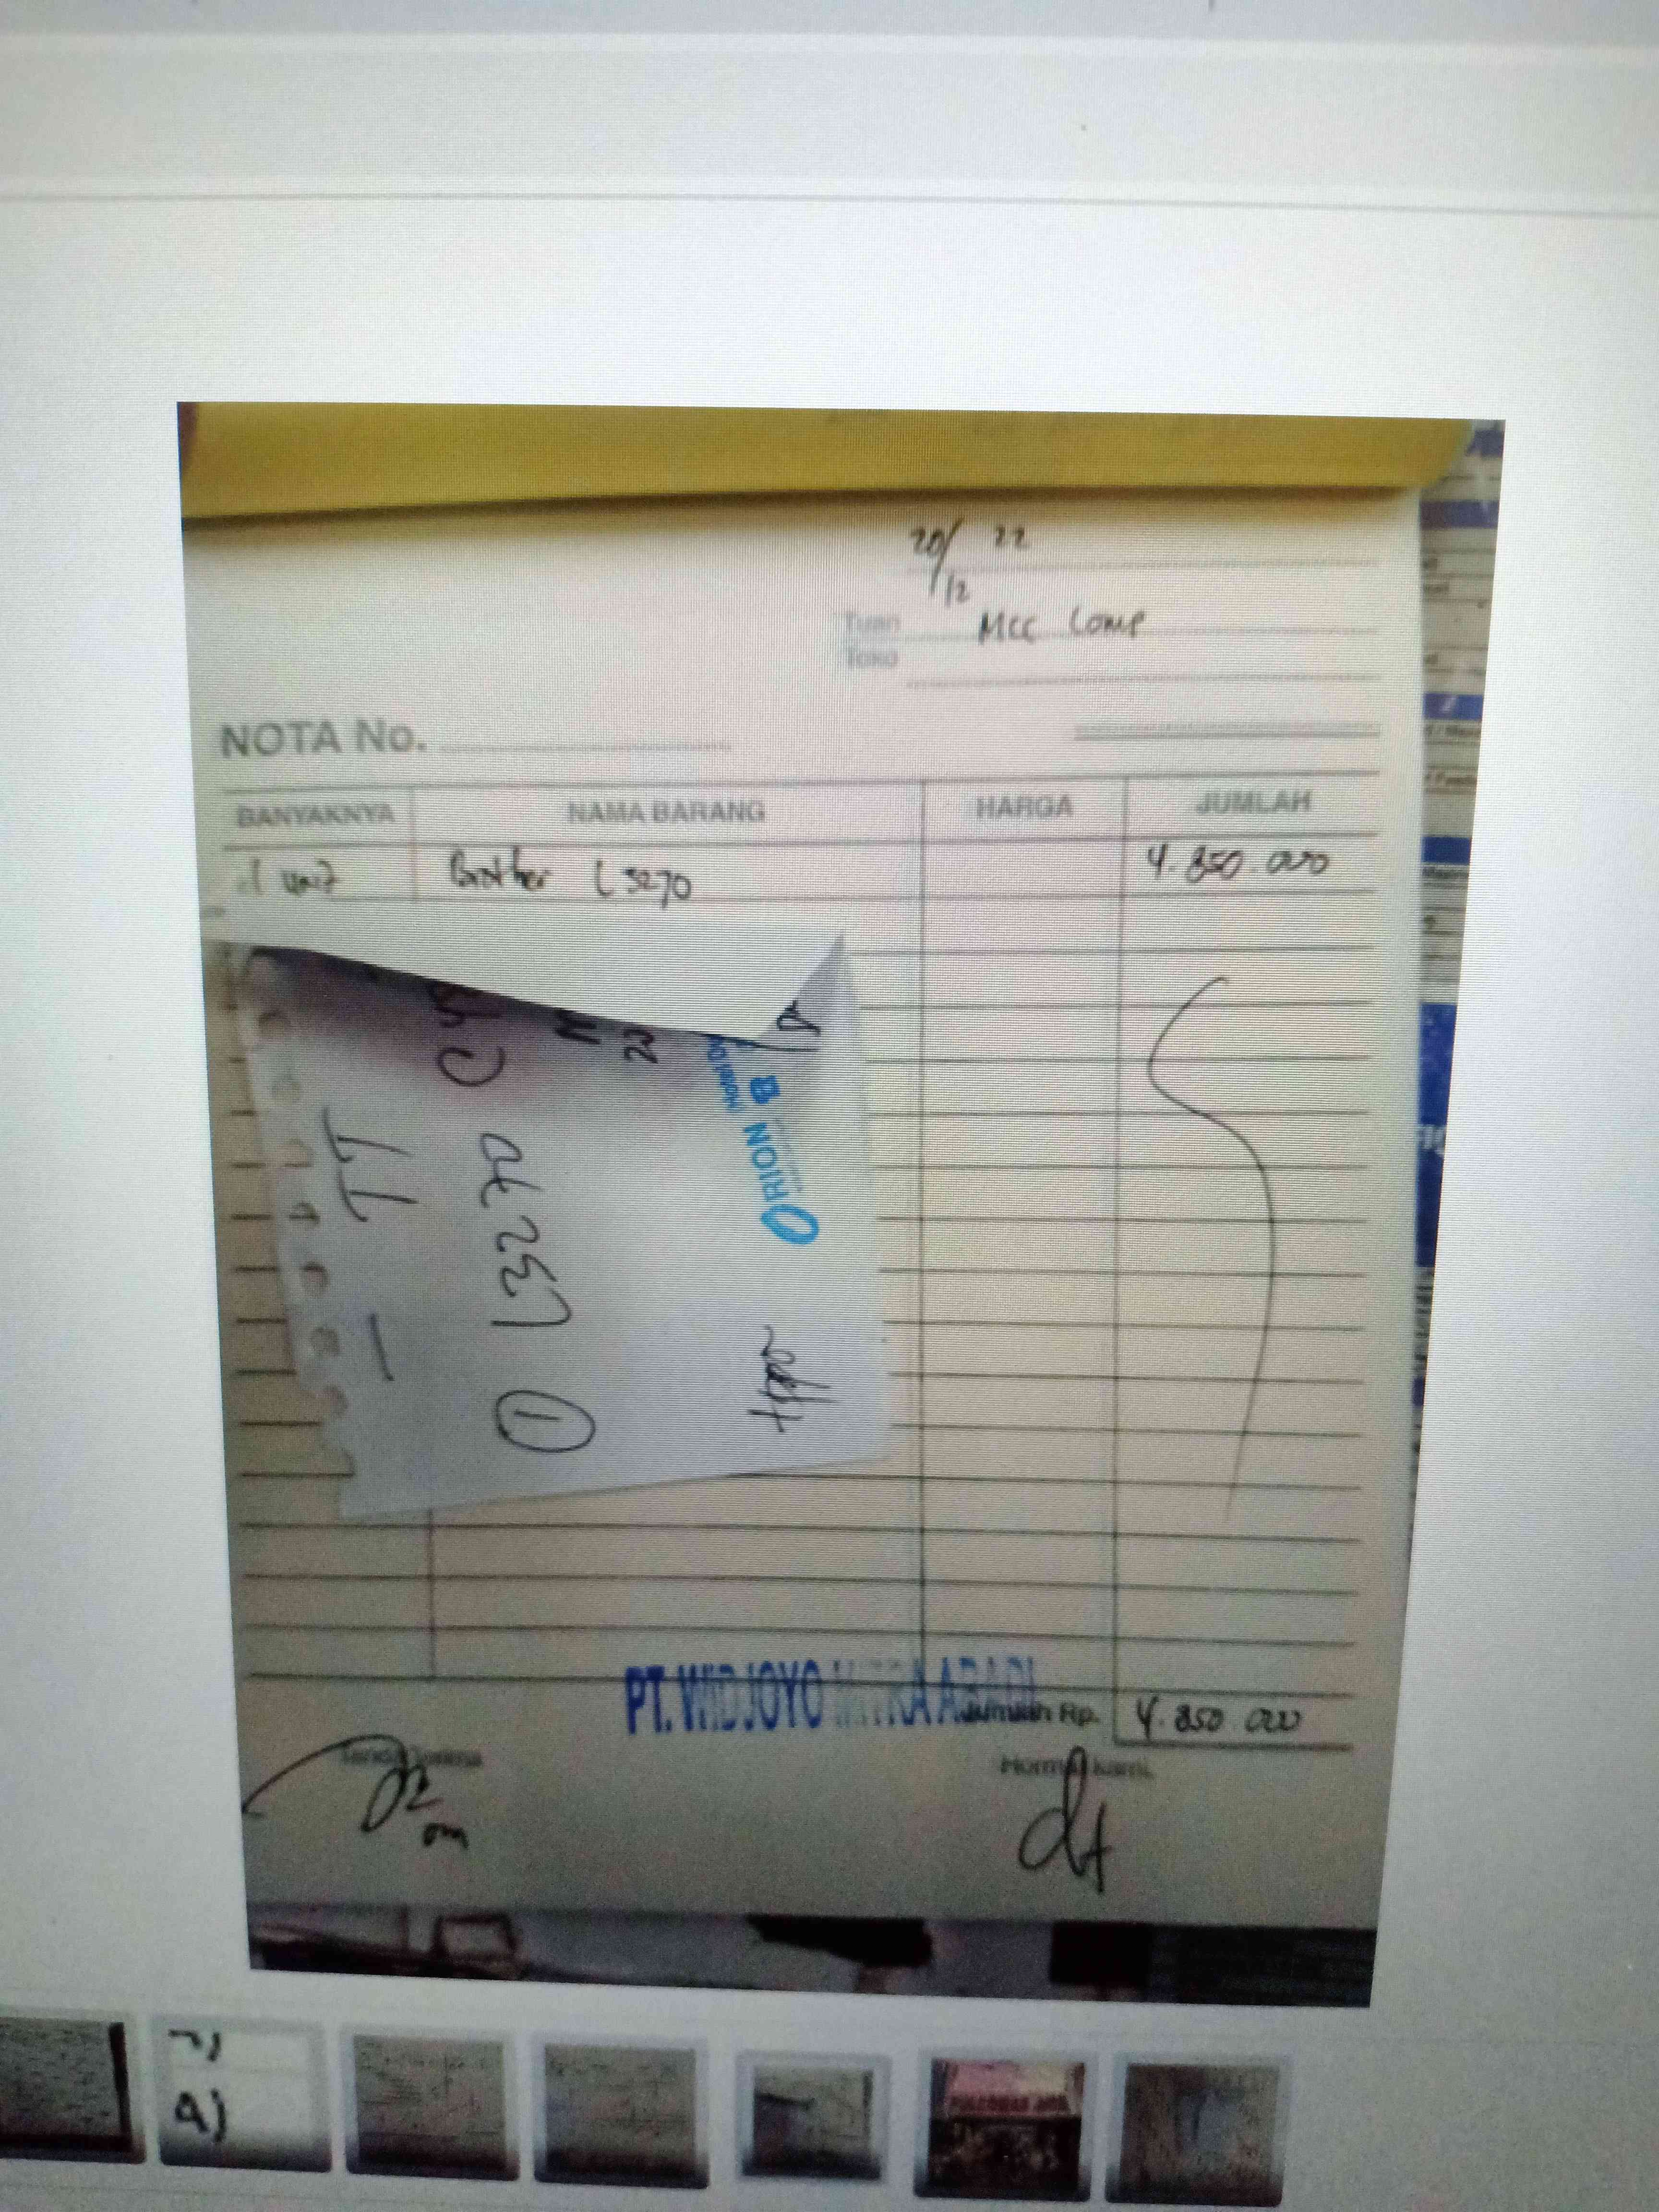 20/12 22
Tuan
Toko
Mcc Comp
NOTA No.
BANYAKNYA NAMA BARANG HARGA JUMLAH
1 unit Brother L3270 4.850.000
TT
1 L3270
ORION
PT. WIDJOYO MITRA ABADI
Jumlah Rp. 4.850.000
Tanda Terima
Hormat kami,
A)